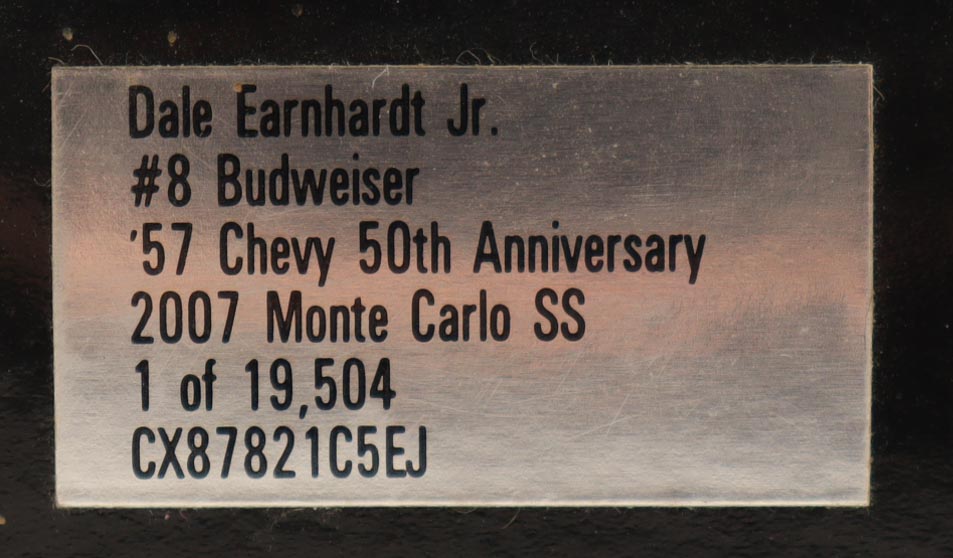 Dale Earnhardt Jr.
#8 Budweiser
'57 Chevy 50th Anniversary
2007 Monte Carlo SS
1 of 19,504
CX87821C5EJ